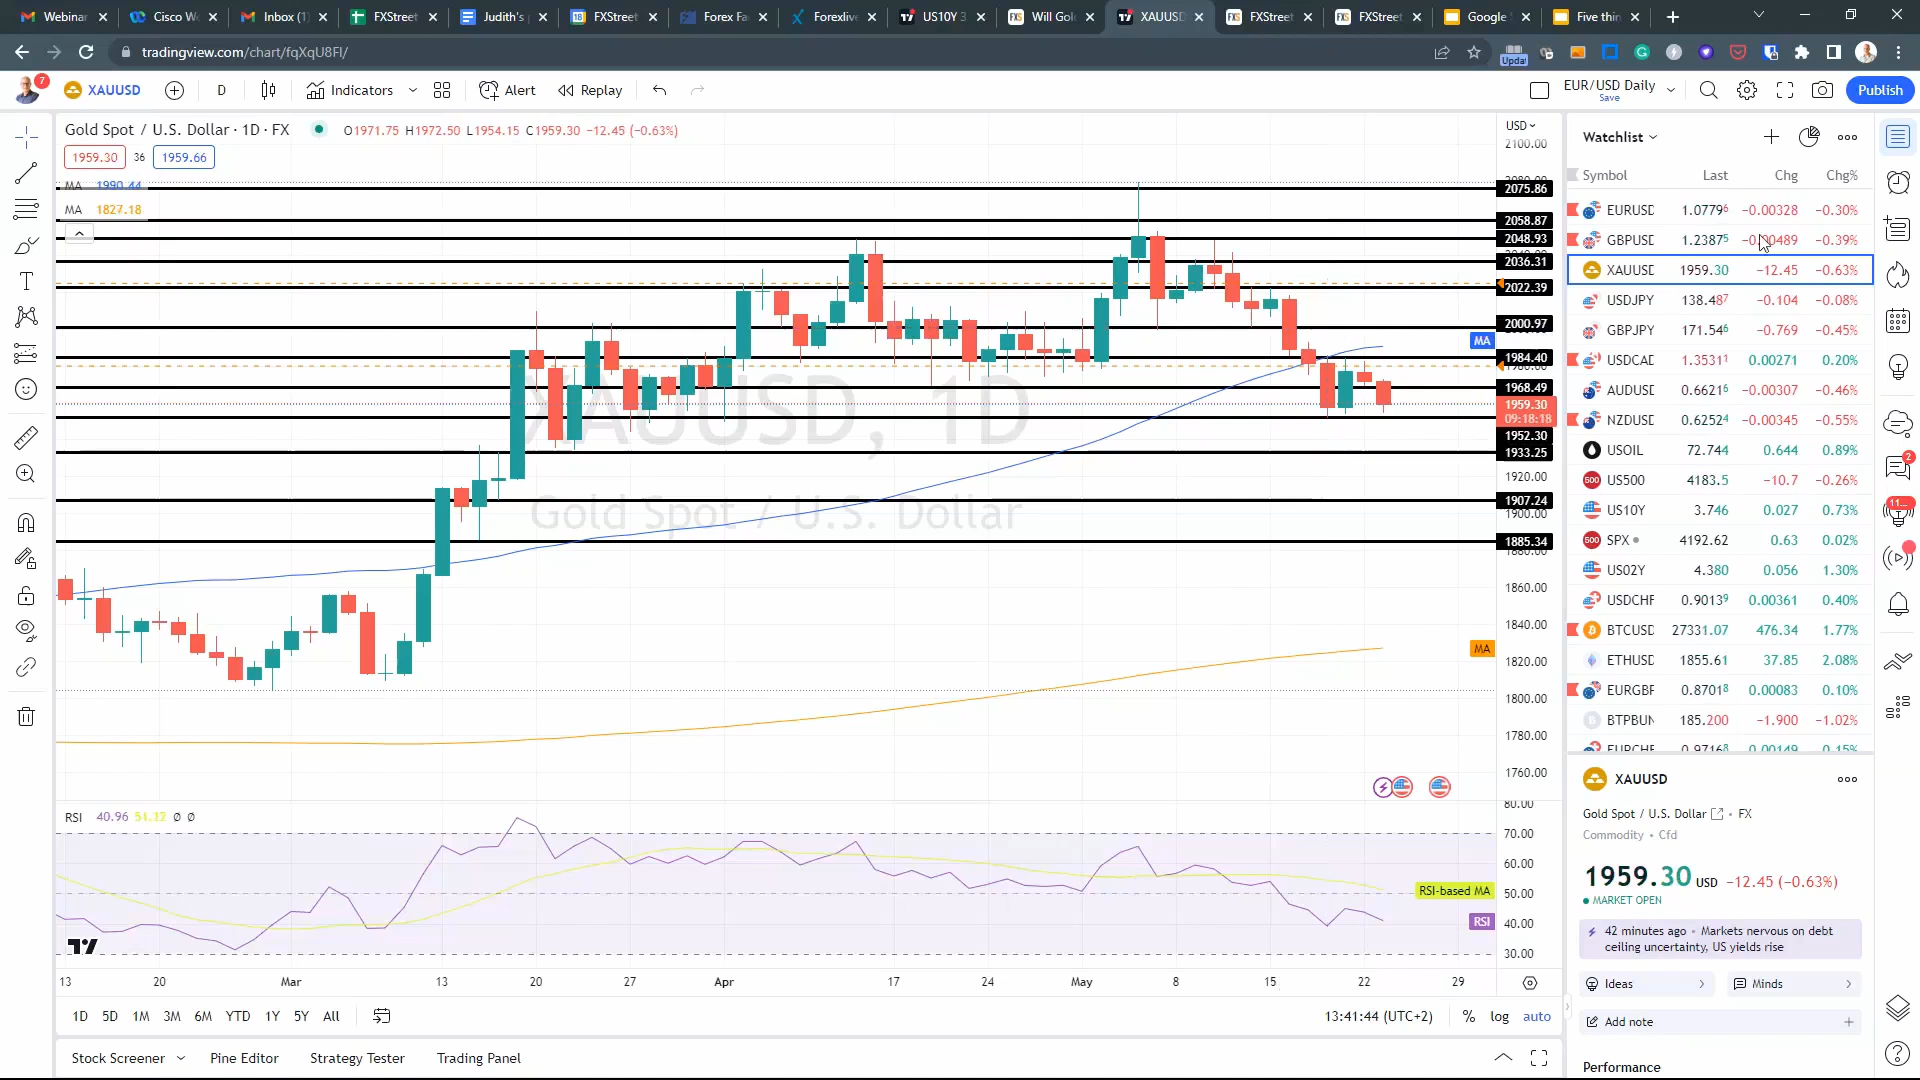 Webinar
Cisco W
Inbox (1
FXStreet
Judith's
FXStreet
Forex Fa
Forexlive
US10Y 3
Will Gol
XAUUSD
FXStreet
FXStreet
Google
Five thin
tradingview.com/chart/fqXqU8FI/
Updat
7
XAUUSD
D
Indicators
Alert
Replay
EUR/USD Daily
Save
Publish
Gold Spot / U.S. Dollar · 1D · FX
O1971.75 H1972.50 L1954.15 C1959.30 −12.45 (−0.63%)
1959.30 36 1959.66
MA 1990.44
MA 1827.18
XAUUSD, 1D
Gold Spot / U.S. Dollar
USD
2100.00
2075.86
2058.87
2048.93
2036.31
2022.39
2000.97
MA
1984.40
1968.49
1959.30
09:18:18
1952.30
1933.25
1920.00
1907.24
1900.00
1885.34
1880.00
1860.00
1840.00
MA
1820.00
1800.00
1780.00
1760.00
RSI 40.96 51.12 Ø Ø
80.00
70.00
60.00
50.00
40.00
30.00
RSI-based MA
RSI
13 20 Mar 13 20 27 Apr 17 24 May 8 15 22 29
1D 5D 1M 3M 6M YTD 1Y 5Y All
13:41:44 (UTC+2) % log auto
Stock Screener Pine Editor Strategy Tester Trading Panel
Watchlist
Symbol Last Chg Chg%
EURUSD 1.07796 −0.00328 −0.30%
GBPUSD 1.23875 −0.00489 −0.39%
XAUUSD 1959.30 −12.45 −0.63%
USDJPY 138.487 −0.104 −0.08%
GBPJPY 171.546 −0.769 −0.45%
USDCAD 1.35311 0.00271 0.20%
AUDUSD 0.66216 −0.00307 −0.46%
NZDUSD 0.62524 −0.00345 −0.55%
USOIL 72.744 0.644 0.89%
US500 4183.5 −10.7 −0.26%
US10Y 3.746 0.027 0.73%
SPX 4192.62 0.63 0.02%
US02Y 4.380 0.056 1.30%
USDCHF 0.90139 0.00361 0.40%
BTCUSD 27331.07 476.34 1.77%
ETHUSD 1855.61 37.85 2.08%
EURGBP 0.87018 0.00083 0.10%
BTPBUN 185.200 −1.900 −1.02%
EURCHF 0.97168 0.00149 0.15%
XAUUSD
Gold Spot / U.S. Dollar • FX
Commodity • Cfd
1959.30 USD −12.45 (−0.63%)
MARKET OPEN
42 minutes ago • Markets nervous on debt
ceiling uncertainty, US yields rise
Ideas
Minds
Add note
Performance
2
11...